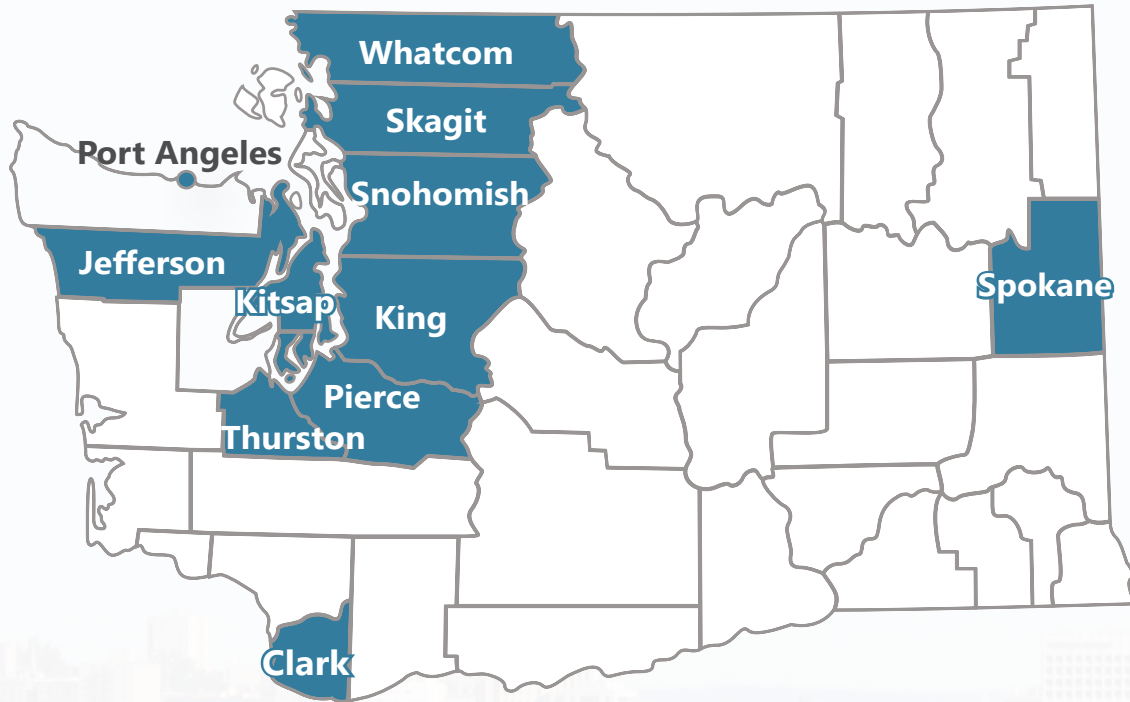 Whatcom
Skagit
Port Angeles
Snohomish
Jefferson
Spokane
Kitsap
King
Pierce
Thurston
Clark